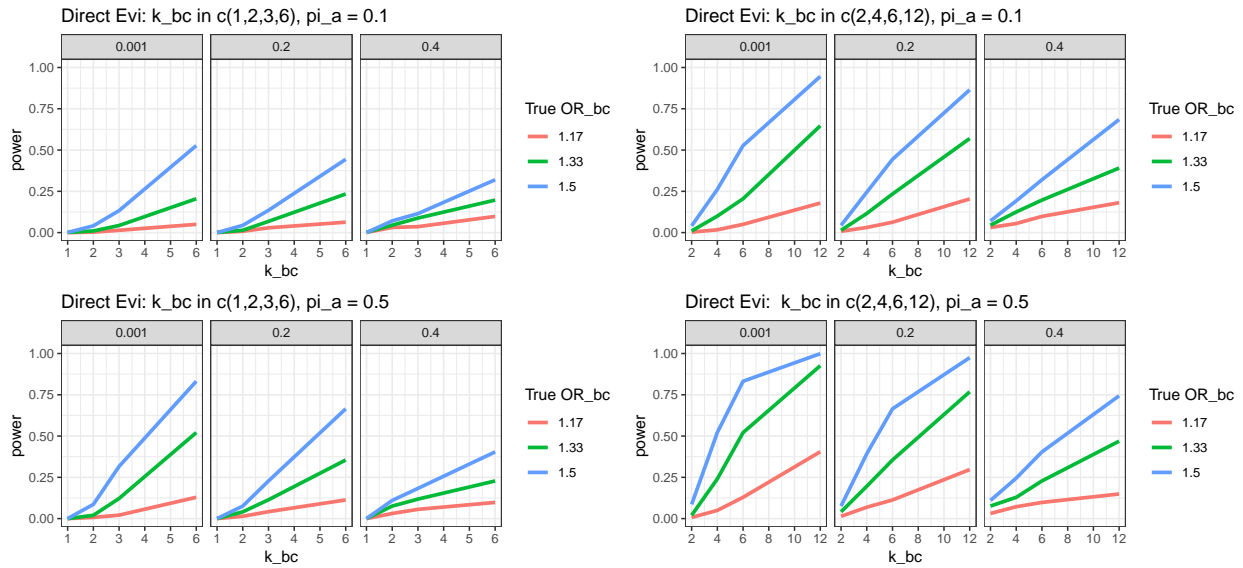 Direct Evi: k_bc in c(1,2,3,6), pi_a = 0.1
0.001 0.2 0.4
1.00
0.75
0.50
0.25
0.00
power
1 2 3 4 5 6 1 2 3 4 5 6 1 2 3 4 5 6
k_bc
True OR_bc
1.17
1.33
1.5
Direct Evi: k_bc in c(2,4,6,12), pi_a = 0.1
0.001 0.2 0.4
1.00
0.75
0.50
0.25
0.00
power
2 4 6 8 10 12 2 4 6 8 10 12 2 4 6 8 10 12
k_bc
True OR_bc
1.17
1.33
1.5
Direct Evi: k_bc in c(1,2,3,6), pi_a = 0.5
0.001 0.2 0.4
1.00
0.75
0.50
0.25
0.00
power
1 2 3 4 5 6 1 2 3 4 5 6 1 2 3 4 5 6
k_bc
True OR_bc
1.17
1.33
1.5
Direct Evi:  k_bc in c(2,4,6,12), pi_a = 0.5
0.001 0.2 0.4
1.00
0.75
0.50
0.25
0.00
power
2 4 6 8 10 12 2 4 6 8 10 12 2 4 6 8 10 12
k_bc
True OR_bc
1.17
1.33
1.5